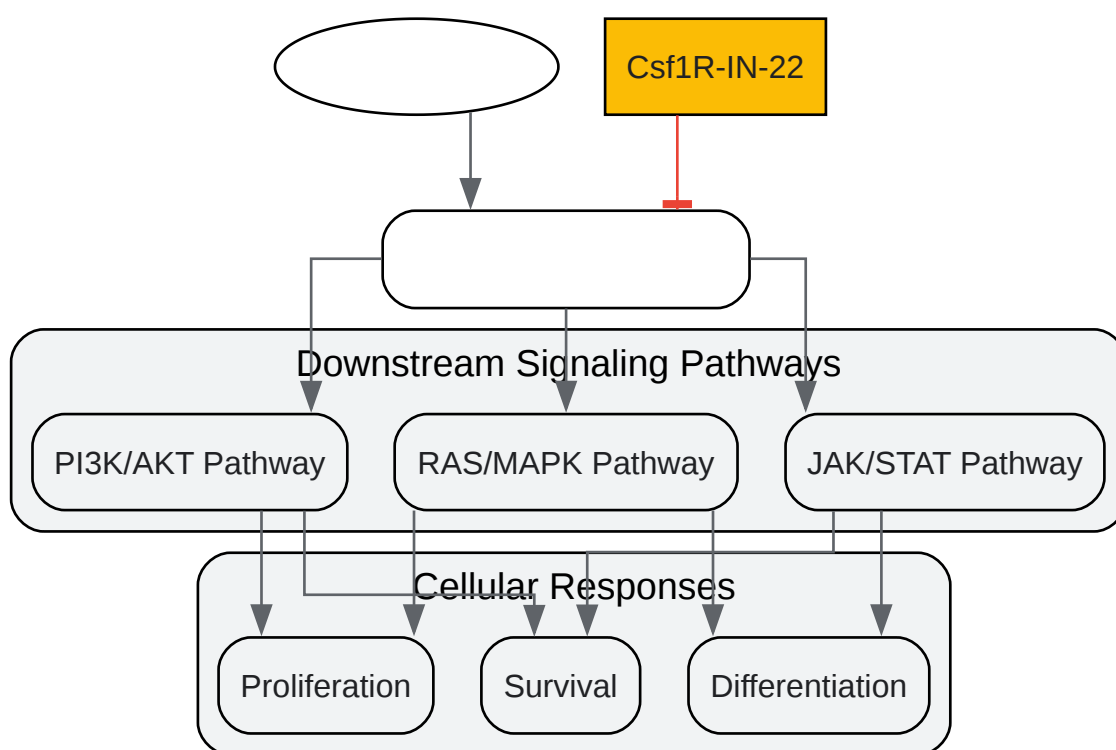 Csf1R-IN-22
Downstream Signaling Pathways
PI3K/AKT Pathway
RAS/MAPK Pathway
JAK/STAT Pathway
Cellular Responses
Proliferation
Survival
Differentiation